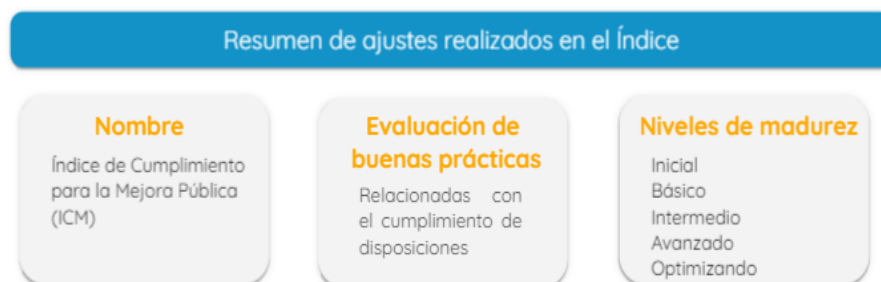 Resumen de ajustes realizados en el Índice
Nombre
Índice de Cumplimiento
para la Mejora Pública
(ICM)
Evaluación de
buenas prácticas
Relacionadas con
el cumplimiento de
disposiciones
Niveles de madurez
Inicial
Básico
Intermedio
Avanzado
Optimizando